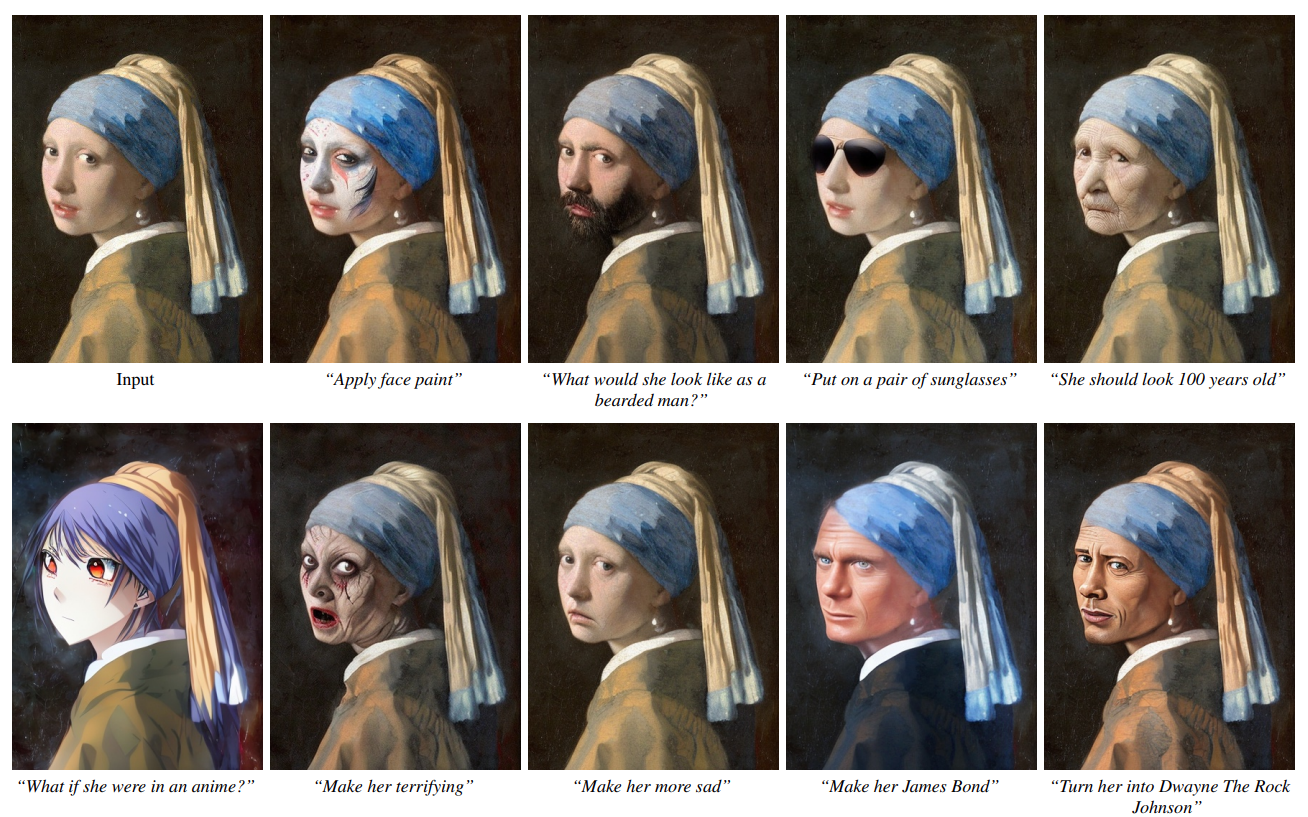 Input
“Apply face paint”
“What would she look like as a
bearded man?”
“Put on a pair of sunglasses”
“She should look 100 years old”
“What if she were in an anime?”
“Make her terrifying”
“Make her more sad”
“Make her James Bond”
“Turn her into Dwayne The Rock
Johnson”